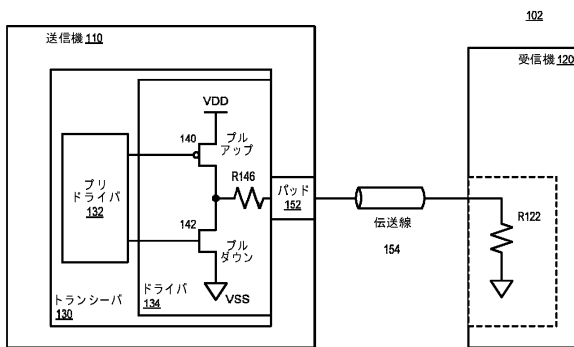 102
送信機 110
受信機 120
VDD
140
プル
アップ
プリ
ドライバ
132
R146
パッド
152
伝送線
154
R122
142
プル
ダウン
VSS
ドライバ
134
トランシーバ
130